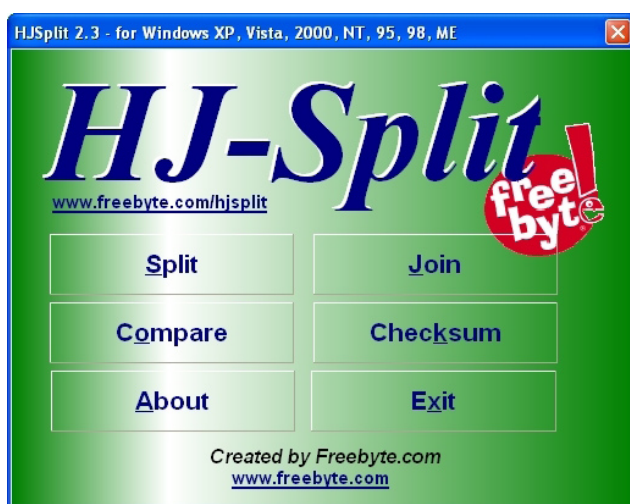 HJSplit 2.3 - for Windows XP, Vista, 2000, NT, 95, 98, ME
HJ-Split
www.freebyte.com/hjsplit
free
byte!
Split
Join
Compare
Checksum
About
Exit
Created by Freebyte.com
www.freebyte.com